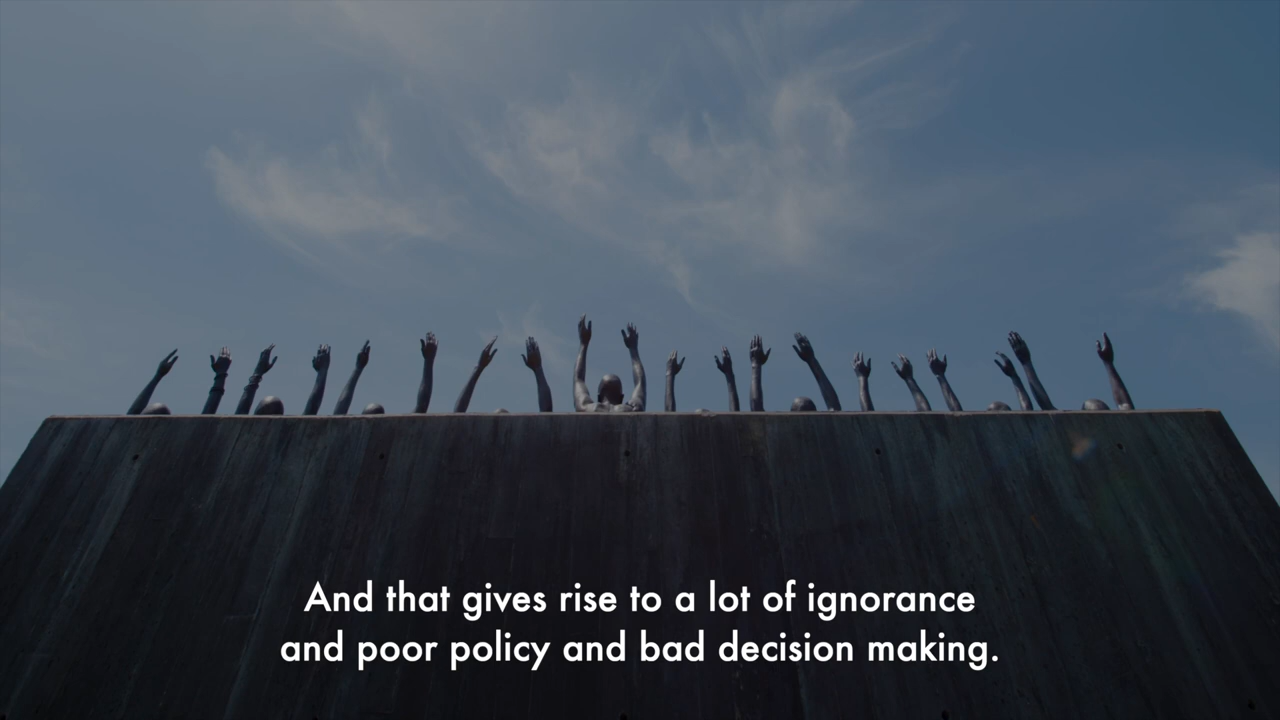 And that gives rise to a lot of ignorance
and poor policy and bad decision making.